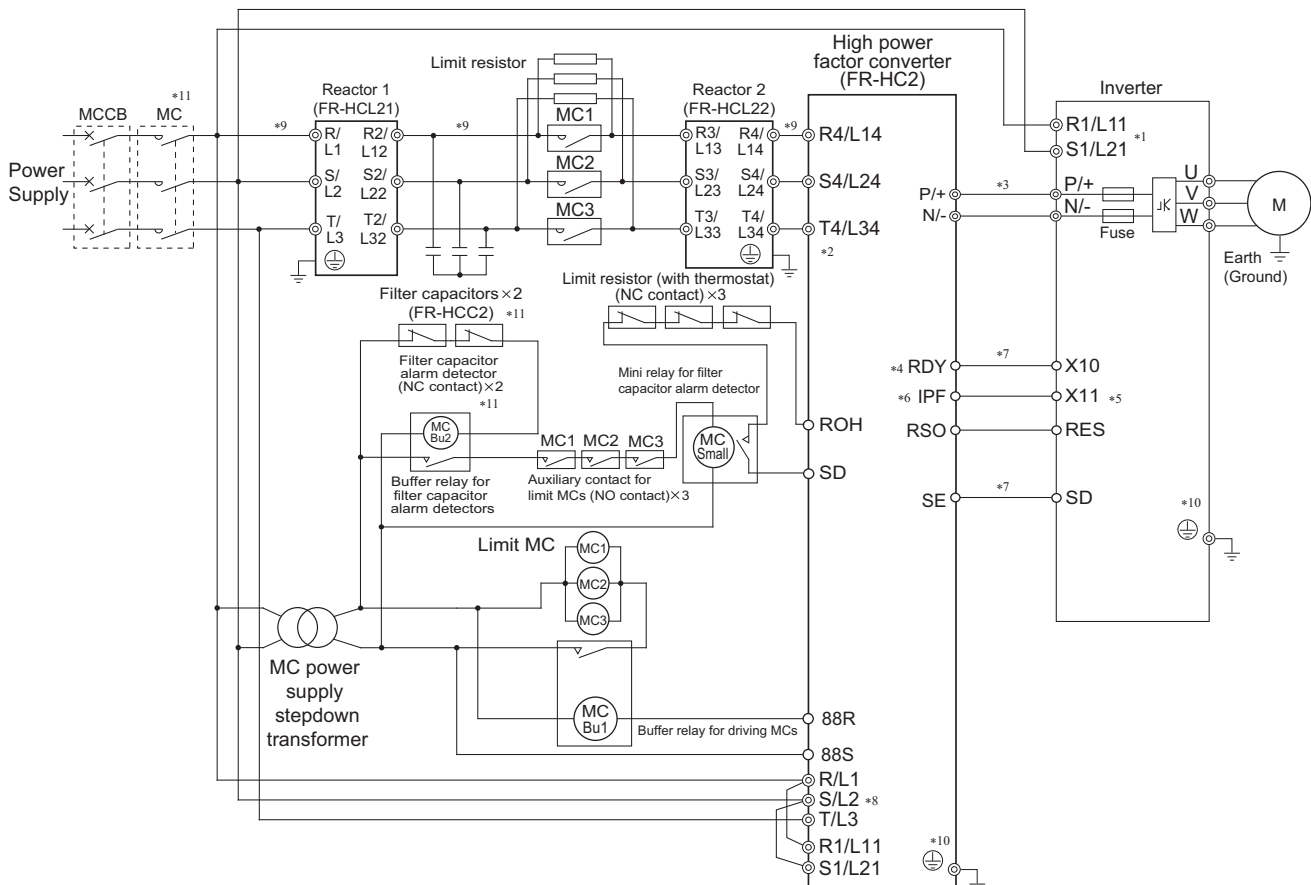 High power
factor converter
(FR-HC2)
Inverter
Limit resistor
Reactor 1
(FR-HCL21)
Reactor 2
(FR-HCL22)
MCCB
MC
*11
*9
*9
*9
MC1
MC2
MC3
R/
L1
R2/
L12
S/
L2
S2/
L22
T/
L3
T2/
L32
R3/
L13
R4/
L14
S3/
L23
S4/
L24
T3/
L33
T4/
L34
R4/L14
S4/L24
T4/L34
*2
Power
Supply
R1/L11
S1/L21
*1
P/+
N/-
*3
P/+
N/-
Fuse
U
V
W
M
Earth
(Ground)
Limit resistor (with thermostat)
(NC contact)×3
Filter capacitors×2
(FR-HCC2)
*11
Filter capacitor
alarm detector
(NC contact)×2
*11
Mini relay for filter
capacitor alarm detector
MC
Bu2
MC1
MC2
MC3
MC
Small
Buffer relay for
filter capacitor
alarm detectors
Auxiliary contact for
limit MCs (NO contact)×3
ROH
SD
*4 RDY
*7
X10
*6 IPF
X11 *5
RSO
RES
SE
*7
SD
*10
Limit MC
MC1
MC2
MC3
MC power
supply
stepdown
transformer
MC
Bu1
Buffer relay for driving MCs
88R
88S
R/L1
S/L2 *8
T/L3
R1/L11
S1/L21
*10